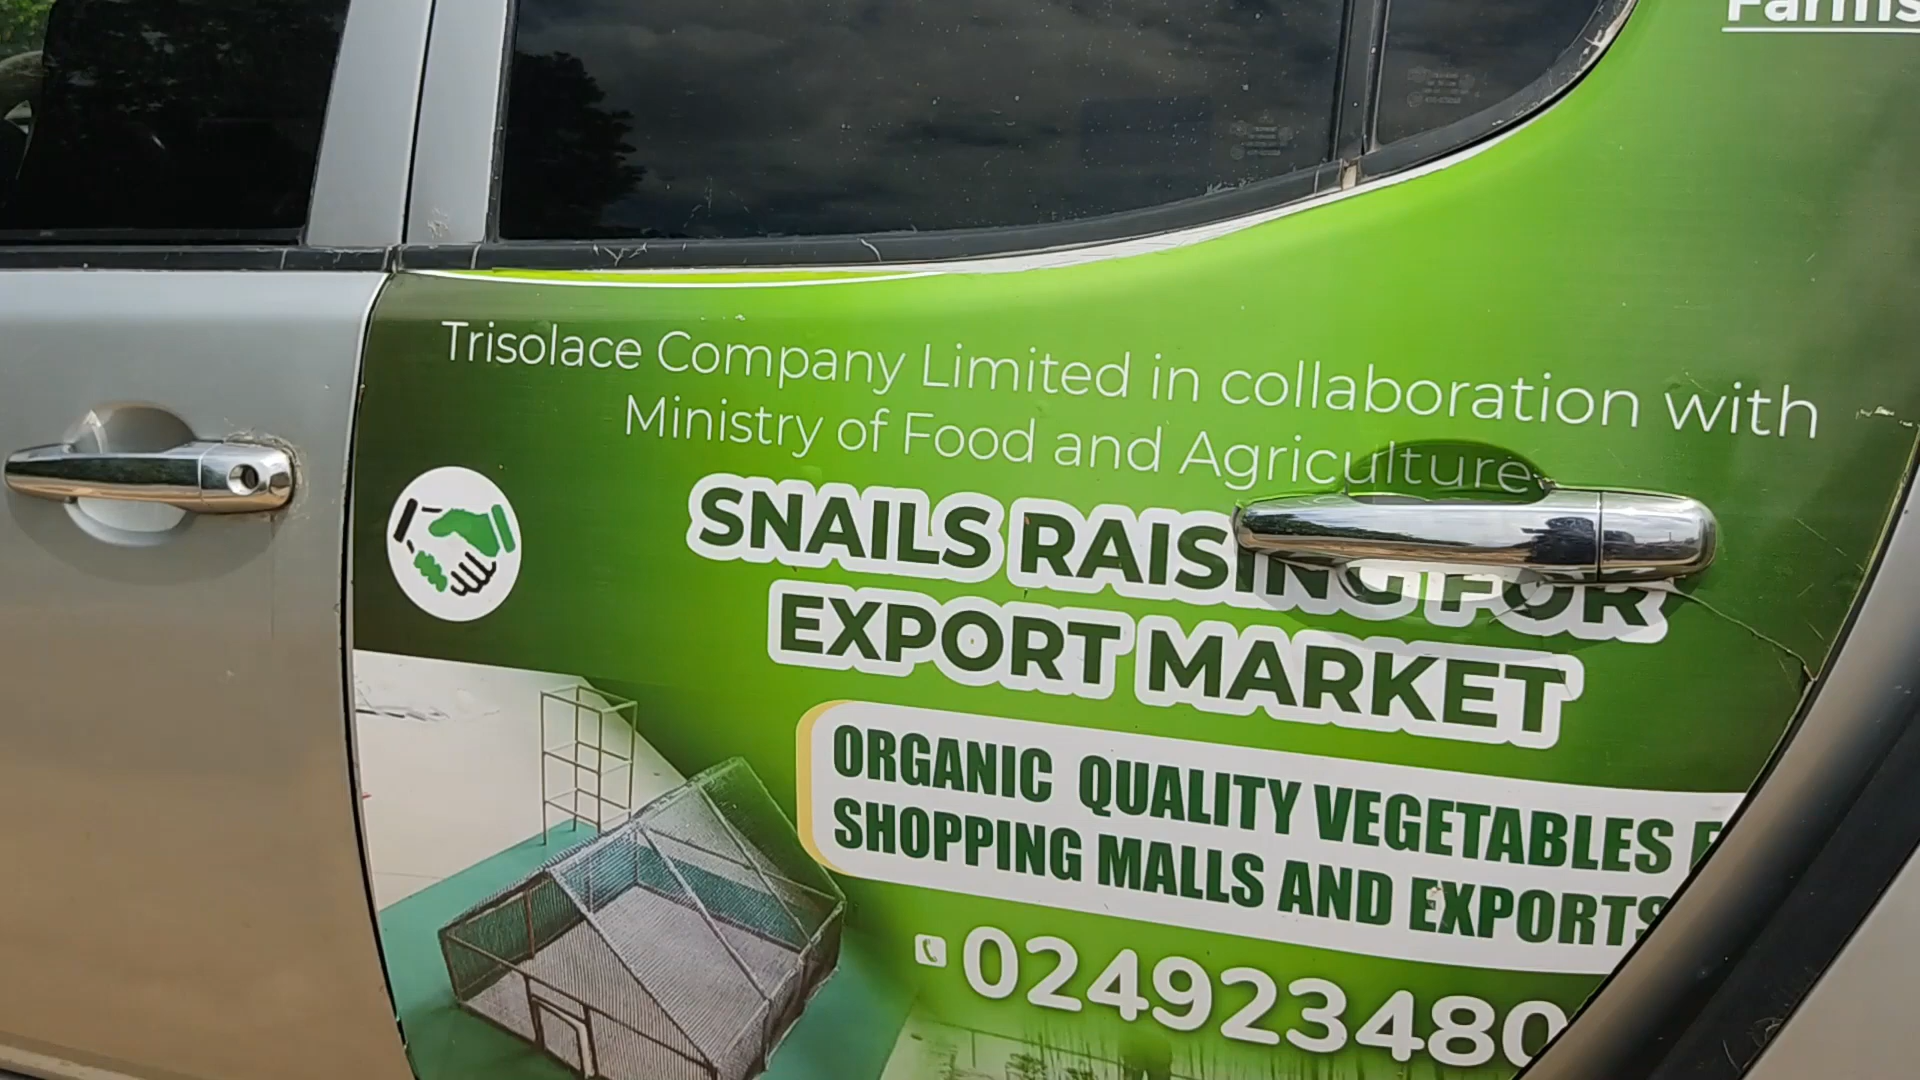 Farms
Trisolace Company Limited in collaboration with
Ministry of Food and Agriculture
SNAILS RAISING FOR
EXPORT MARKET
ORGANIC QUALITY VEGETABLES
SHOPPING MALLS AND EXPORTS
024923480